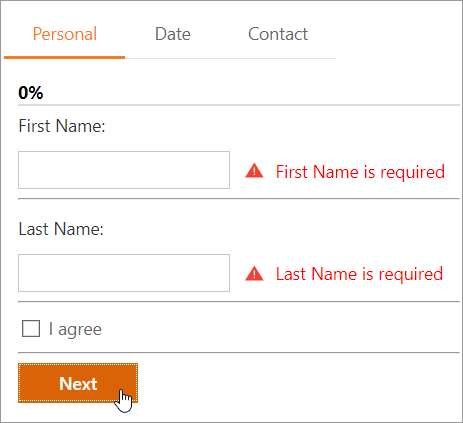 Personal Date Contact
0%
First Name:
First Name is required
Last Name:
Last Name is required
I agree
Next